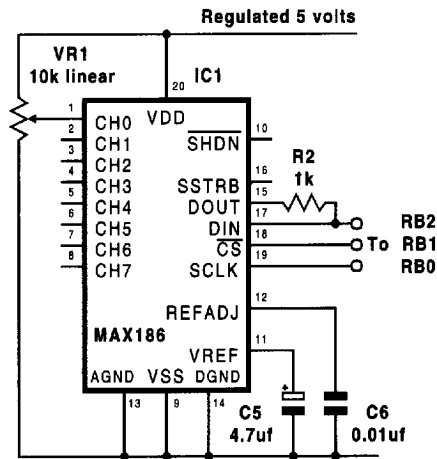 Regulated 5 volts
VR1
10k linear
IC1
20
1
CH0
VDD
2
CH1
SHDN
10
3
CH2
R2
1k
4
CH3
SSTRB
16
5
CH4
DOUT
15
6
CH5
DIN
17
RB2
7
CH6
CS
18
To
RB1
8
CH7
SCLK
19
RB0
REFADJ
12
MAX186
VREF
11
AGND
VSS
DGND
13
9
14
+
C5
4.7uf
C6
0.01uf